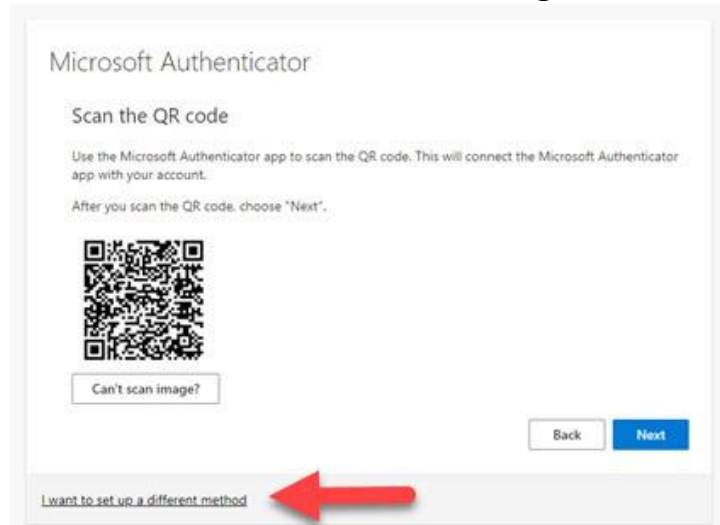 Microsoft Authenticator
Scan the QR code
Use the Microsoft Authenticator app to scan the QR code. This will connect the Microsoft Authenticator
app with your account.
After you scan the QR code, choose "Next".
Can't scan image?
Back Next
I want to set up a different method